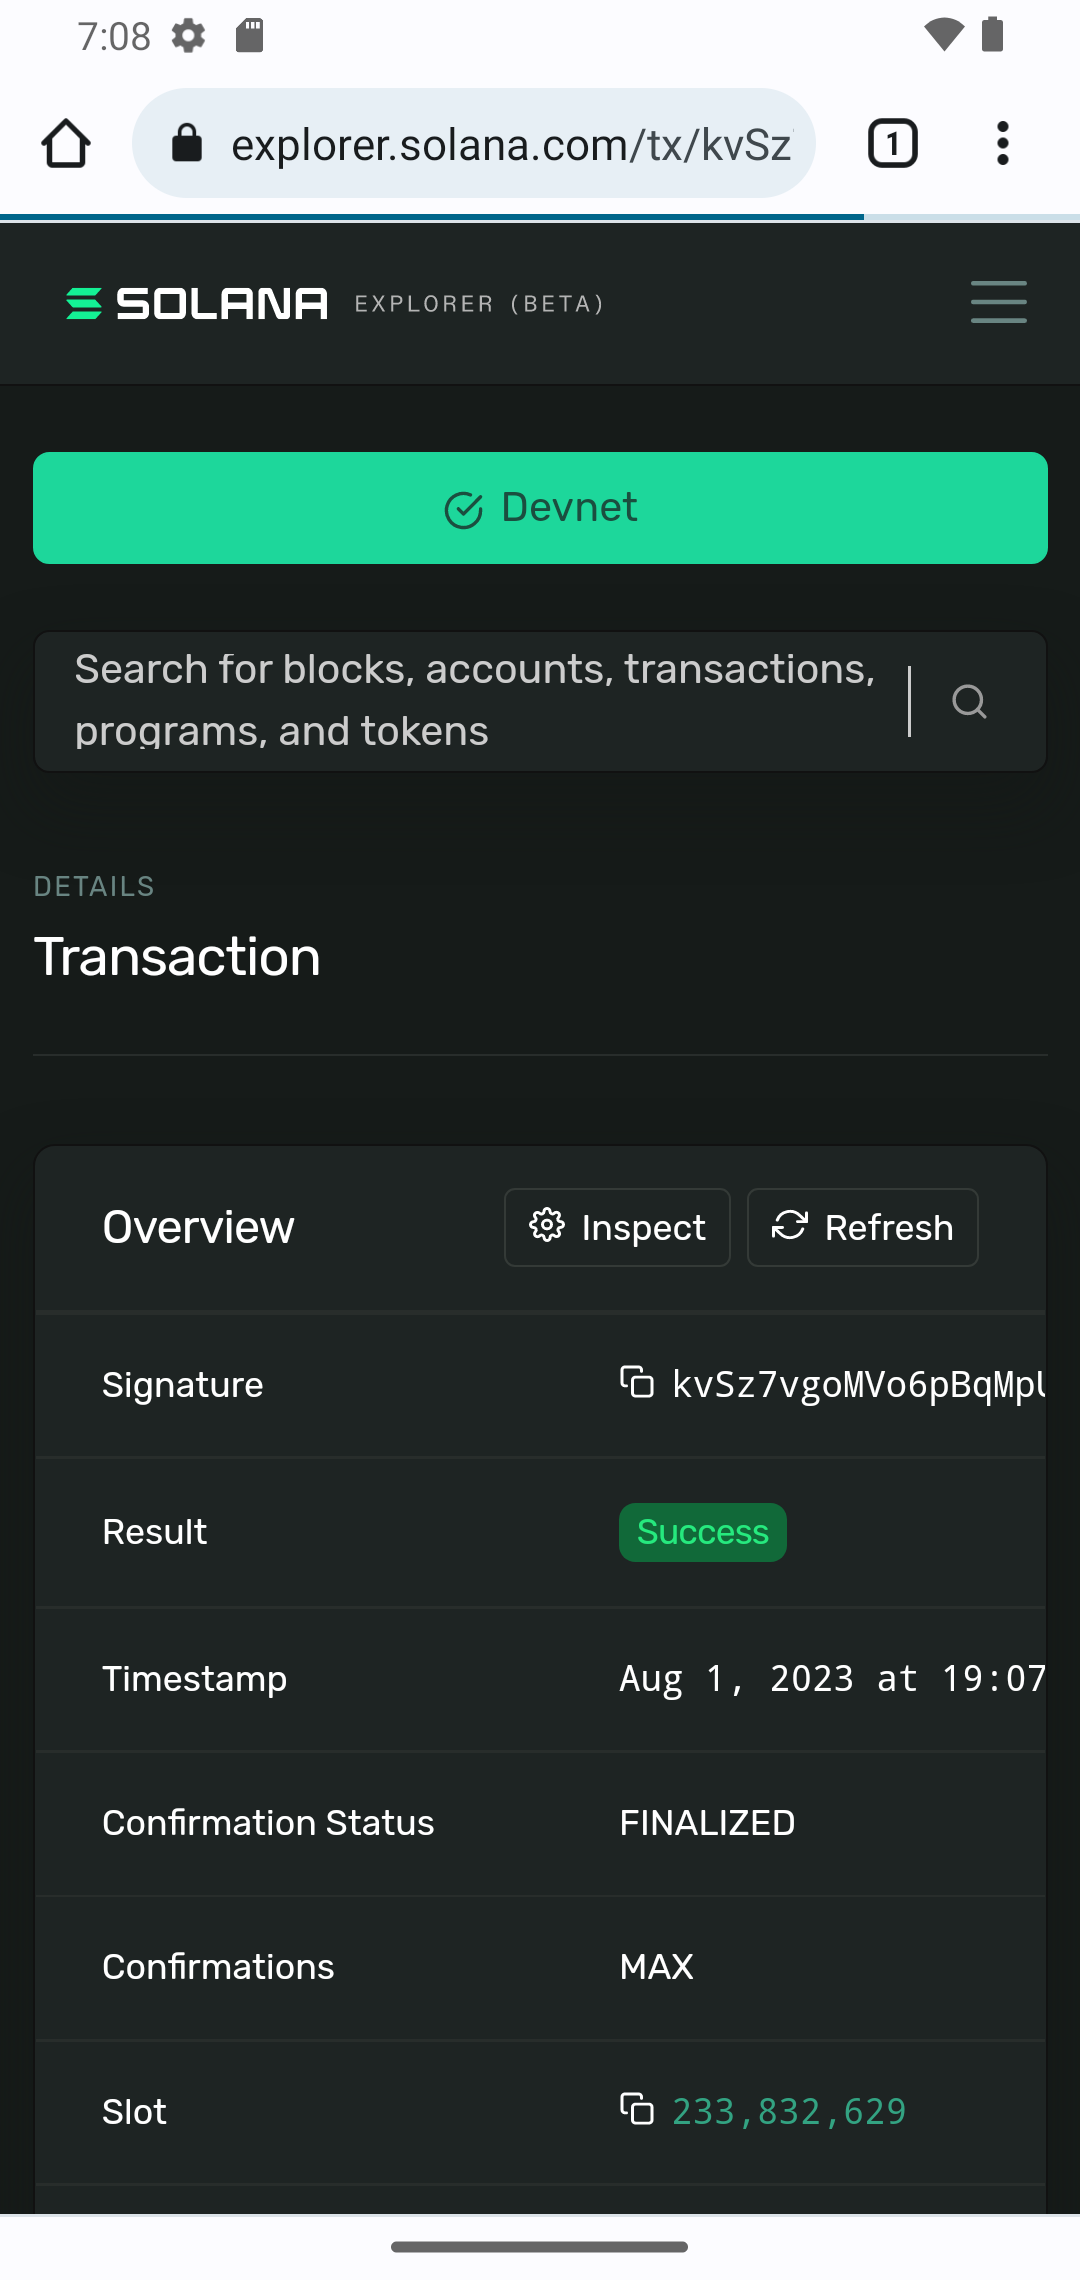 7:08
explorer.solana.com/tx/kvSz
1
SOLANA EXPLORER (BETA)
Devnet
Search for blocks, accounts, transactions,
programs, and tokens
DETAILS
Transaction
Overview Inspect Refresh
Signature kvSz7vgoMVo6pBqMpU
Result Success
Timestamp Aug 1, 2023 at 19:07
Confirmation Status FINALIZED
Confirmations MAX
Slot 233,832,629